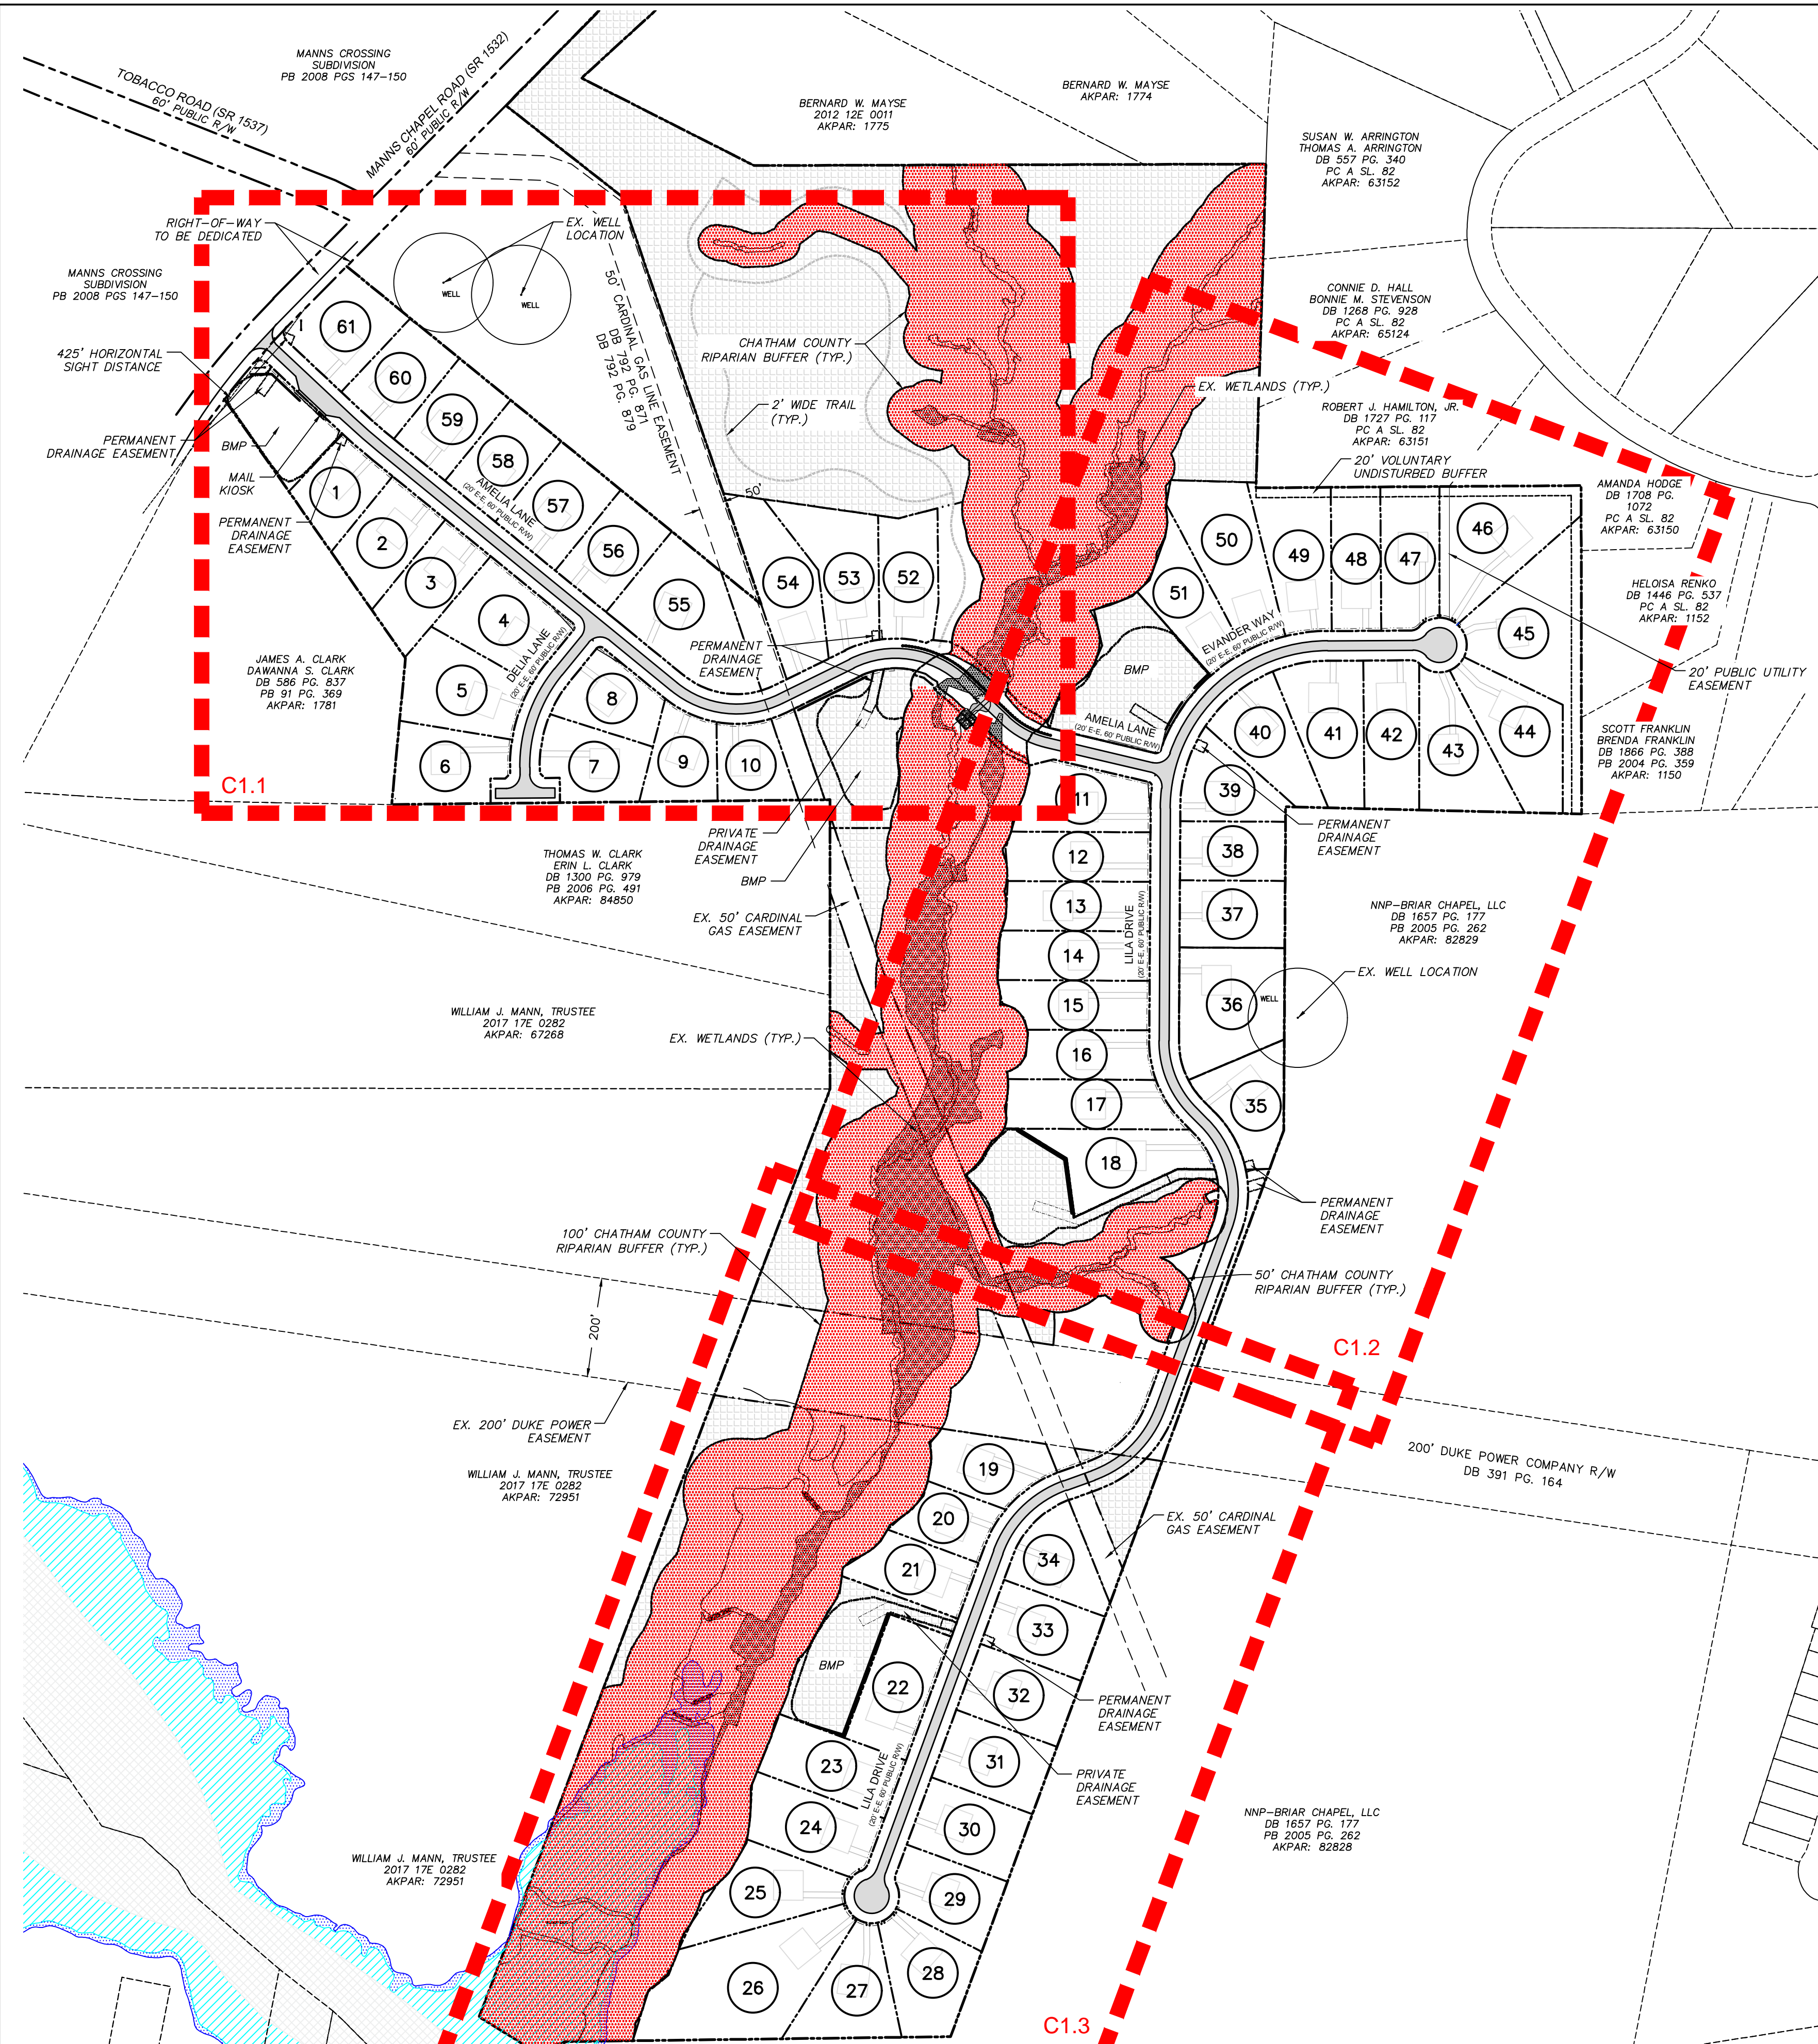 MANNS CROSSING
SUBDIVISION
PB 2008 PGS 147-150
TOBACCO ROAD (SR 1537)
60' PUBLIC R/W
MANNS CHAPEL ROAD (SR 1532)
60' PUBLIC R/W
BERNARD W. MAYSE
2012 12E 0011
AKPAR: 1775
BERNARD W. MAYSE
AKPAR: 1774
SUSAN W. ARRINGTON
THOMAS A. ARRINGTON
DB 557 PG. 340
PC A SL. 82
AKPAR: 63152
RIGHT-OF-WAY
TO BE DEDICATED
EX. WELL
LOCATION
WELL
WELL
MANNS CROSSING
SUBDIVISION
PB 2008 PGS 147-150
50' CARDINAL GAS LINE EASEMENT
DB 792 PG. 871
DB 792 PG. 879
CHATHAM COUNTY
RIPARIAN BUFFER (TYP.)
2' WIDE TRAIL
(TYP.)
CONNIE D. HALL
BONNIE M. STEVENSON
DB 1268 PG. 928
PC A SL. 82
AKPAR: 65124
EX. WETLANDS (TYP.)
ROBERT J. HAMILTON, JR.
DB 1727 PG. 117
PC A SL. 82
AKPAR: 63151
20' VOLUNTARY
UNDISTURBED BUFFER
AMANDA HODGE
DB 1708 PG.
1072
PC A SL. 82
AKPAR: 63150
HELOISA RENKO
DB 1446 PG. 537
PC A SL. 82
AKPAR: 1152
20' PUBLIC UTILITY
EASEMENT
SCOTT FRANKLIN
BRENDA FRANKLIN
DB 1866 PG. 388
PB 2004 PG. 359
AKPAR: 1150
425' HORIZONTAL
SIGHT DISTANCE
PERMANENT
DRAINAGE EASEMENT
BMP
MAIL
KIOSK
PERMANENT
DRAINAGE
EASEMENT
61
60
59
58
57
56
55
54
53
52
50'
AMELIA LANE
(20' E-E, 60' PUBLIC R/W)
1
2
3
4
5
6
7
8
9
10
DELIA LANE
(20' E-E, 60' PUBLIC R/W)
JAMES A. CLARK
DAWANNA S. CLARK
DB 586 PG. 837
PB 91 PG. 369
AKPAR: 1781
PERMANENT
DRAINAGE
EASEMENT
C1.1
51
50
49
48
47
46
45
44
43
42
41
40
39
38
37
36
35
BMP
EVANDER WAY
(20' E-E, 60' PUBLIC R/W)
AMELIA LANE
(20' E-E, 60' PUBLIC R/W)
PERMANENT
DRAINAGE
EASEMENT
THOMAS W. CLARK
ERIN L. CLARK
DB 1300 PG. 979
PB 2006 PG. 491
AKPAR: 84850
PRIVATE
DRAINAGE
EASEMENT
BMP
EX. 50' CARDINAL
GAS EASEMENT
11
12
13
14
15
16
17
18
LILA DRIVE
(20' E-E, 60' PUBLIC R/W)
NNP-BRIAR CHAPEL, LLC
DB 1657 PG. 177
PB 2005 PG. 262
AKPAR: 82829
EX. WELL LOCATION
WELL
WILLIAM J. MANN, TRUSTEE
2017 17E 0282
AKPAR: 67268
EX. WETLANDS (TYP.)
PERMANENT
DRAINAGE
EASEMENT
100' CHATHAM COUNTY
RIPARIAN BUFFER (TYP.)
50' CHATHAM COUNTY
RIPARIAN BUFFER (TYP.)
200'
C1.2
EX. 200' DUKE POWER
EASEMENT
200' DUKE POWER COMPANY R/W
DB 391 PG. 164
WILLIAM J. MANN, TRUSTEE
2017 17E 0282
AKPAR: 72951
EX. 50' CARDINAL
GAS EASEMENT
19
20
21
34
33
32
31
30
29
28
27
26
25
24
23
22
BMP
PERMANENT
DRAINAGE
EASEMENT
PRIVATE
DRAINAGE
EASEMENT
LILA DRIVE
(20' E-E, 60' PUBLIC R/W)
NNP-BRIAR CHAPEL, LLC
DB 1657 PG. 177
PB 2005 PG. 262
AKPAR: 82828
WILLIAM J. MANN, TRUSTEE
2017 17E 0282
AKPAR: 72951
C1.3